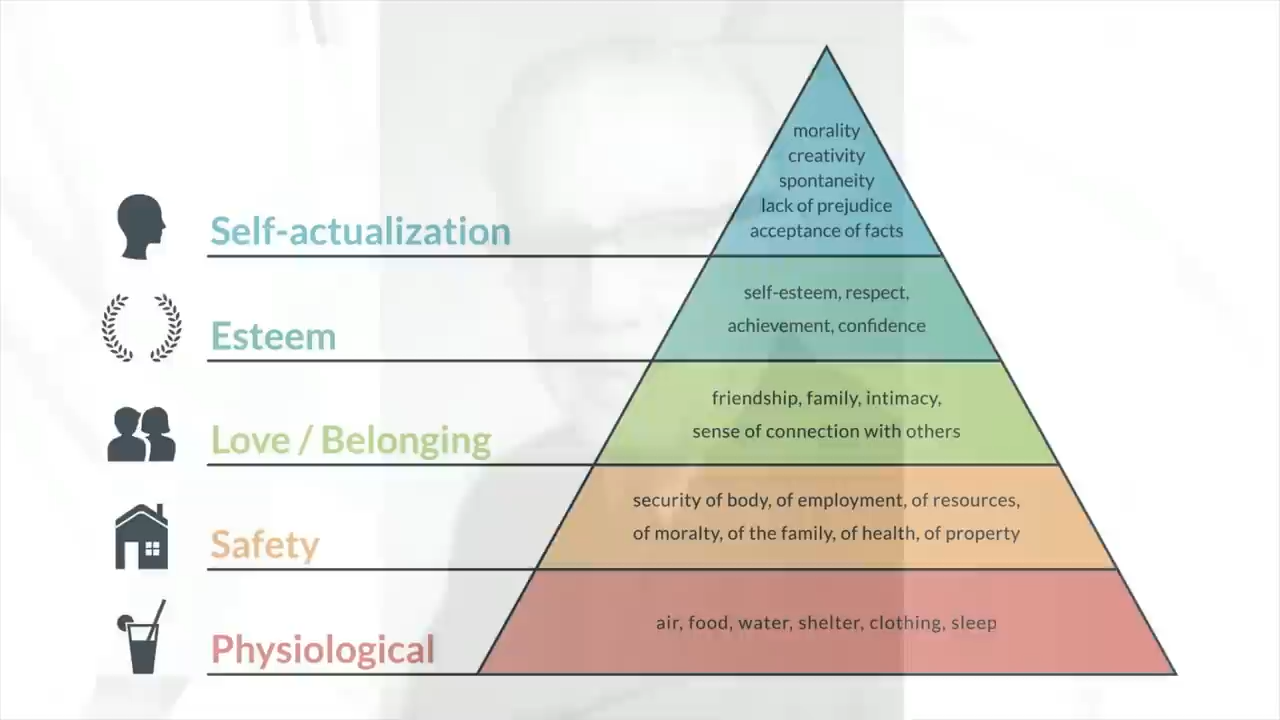 morality
creativity
spontaneity
lack of prejudice
acceptance of facts
Self-actualization
self-esteem, respect,
achievement, confidence
Esteem
friendship, family, intimacy,
sense of connection with others
Love / Belonging
security of body, of employment, of resources,
of moralty, of the family, of health, of property
Safety
air, food, water, shelter, clothing, sleep
Physiological